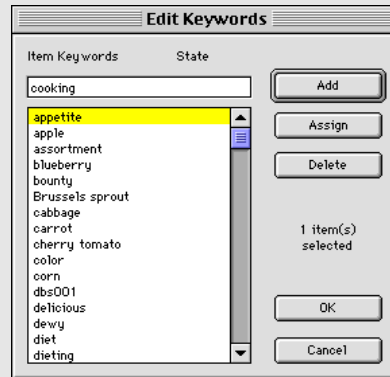 Edit Keywords
Item Keywords State
cooking
Add
appetite
apple
assortment
blueberry
bounty
Brussels sprout
cabbage
carrot
cherry tomato
color
corn
dbs001
delicious
dewy
diet
dieting
Assign
Delete
1 item(s)
selected
OK
Cancel